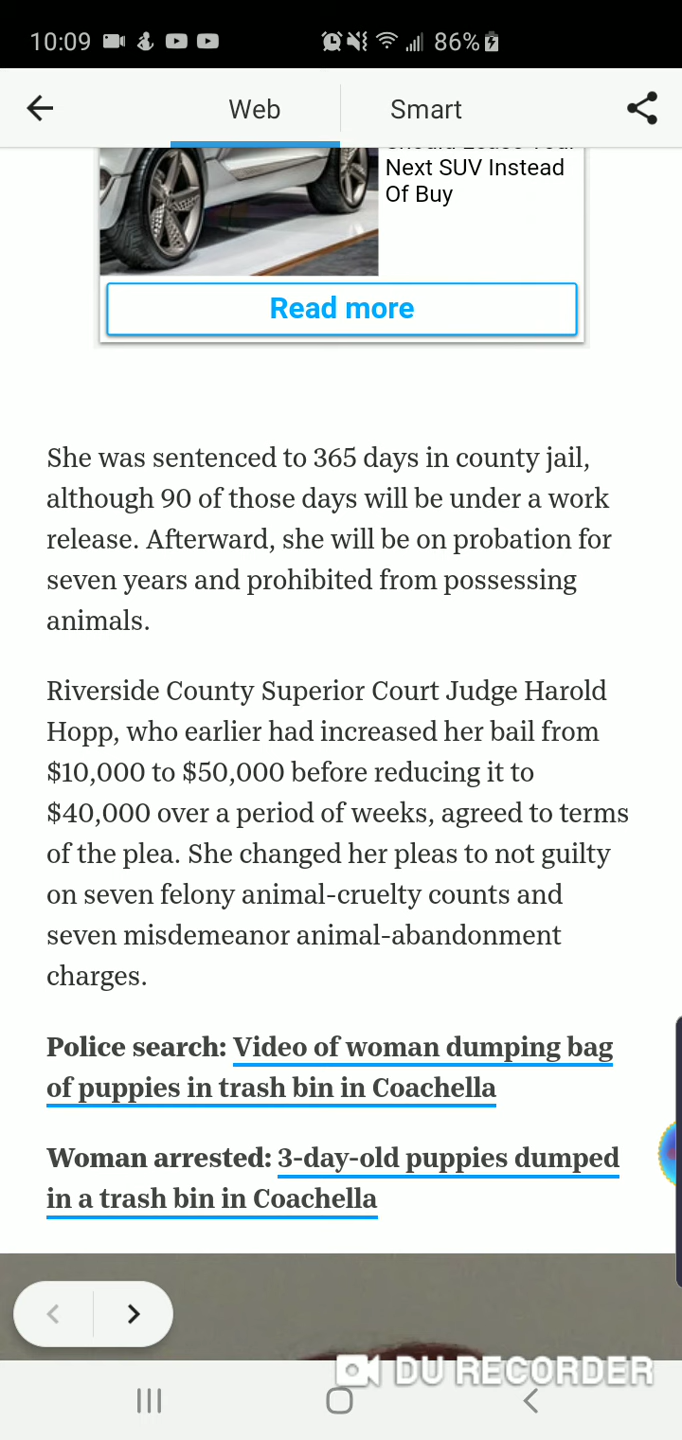 10:09
86%
Web
Smart
Next SUV Instead
Of Buy
Read more
She was sentenced to 365 days in county jail,
although 90 of those days will be under a work
release. Afterward, she will be on probation for
seven years and prohibited from possessing
animals.
Riverside County Superior Court Judge Harold
Hopp, who earlier had increased her bail from
$10,000 to $50,000 before reducing it to
$40,000 over a period of weeks, agreed to terms
of the plea. She changed her pleas to not guilty
on seven felony animal-cruelty counts and
seven misdemeanor animal-abandonment
charges.
Police search: Video of woman dumping bag
of puppies in trash bin in Coachella
Woman arrested: 3-day-old puppies dumped
in a trash bin in Coachella
DU RECORDER